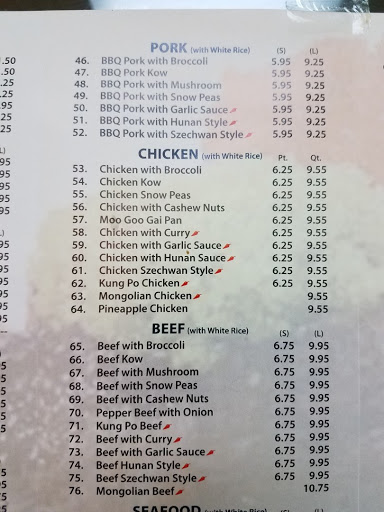 PORK (with White Rice) (S) (L)
46. BBQ Pork with Broccoli 5.95 9.25
47. BBQ Pork Kow 5.95 9.25
48. BBQ Pork with Mushroom 5.95 9.25
49. BBQ Pork with Snow Peas 5.95 9.25
50. BBQ Pork with Garlic Sauce 5.95 9.25
51. BBQ Pork with Hunan Style 5.95 9.25
52. BBQ Pork with Szechwan Style 5.95 9.25
CHICKEN (with White Rice) Pt. Qt.
53. Chicken with Broccoli 6.25 9.55
54. Chicken Kow 6.25 9.55
55. Chicken Snow Peas 6.25 9.55
56. Chicken with Cashew Nuts 6.25 9.55
57. Moo Goo Gai Pan 6.25 9.55
58. Chicken with Curry 6.25 9.55
59. Chicken with Garlic Sauce 6.25 9.55
60. Chicken with Hunan Sauce 6.25 9.55
61. Chicken Szechwan Style 6.25 9.55
62. Kung Po Chicken 6.25 9.55
63. Mongolian Chicken 9.55
64. Pineapple Chicken 9.55
BEEF (with White Rice) (S) (L)
65. Beef with Broccoli 6.75 9.95
66. Beef Kow 6.75 9.95
67. Beef with Mushroom 6.75 9.95
68. Beef with Snow Peas 6.75 9.95
69. Beef with Cashew Nuts 6.75 9.95
70. Pepper Beef with Onion 6.75 9.95
71. Kung Po Beef 6.75 9.95
72. Beef with Curry 6.75 9.95
73. Beef with Garlic Sauce 6.75 9.95
74. Beef Hunan Style 6.75 9.95
75. Beef Szechwan Style 6.75 9.95
76. Mongolian Beef 10.75
SEAFOOD (with White Rice) (S) (L)